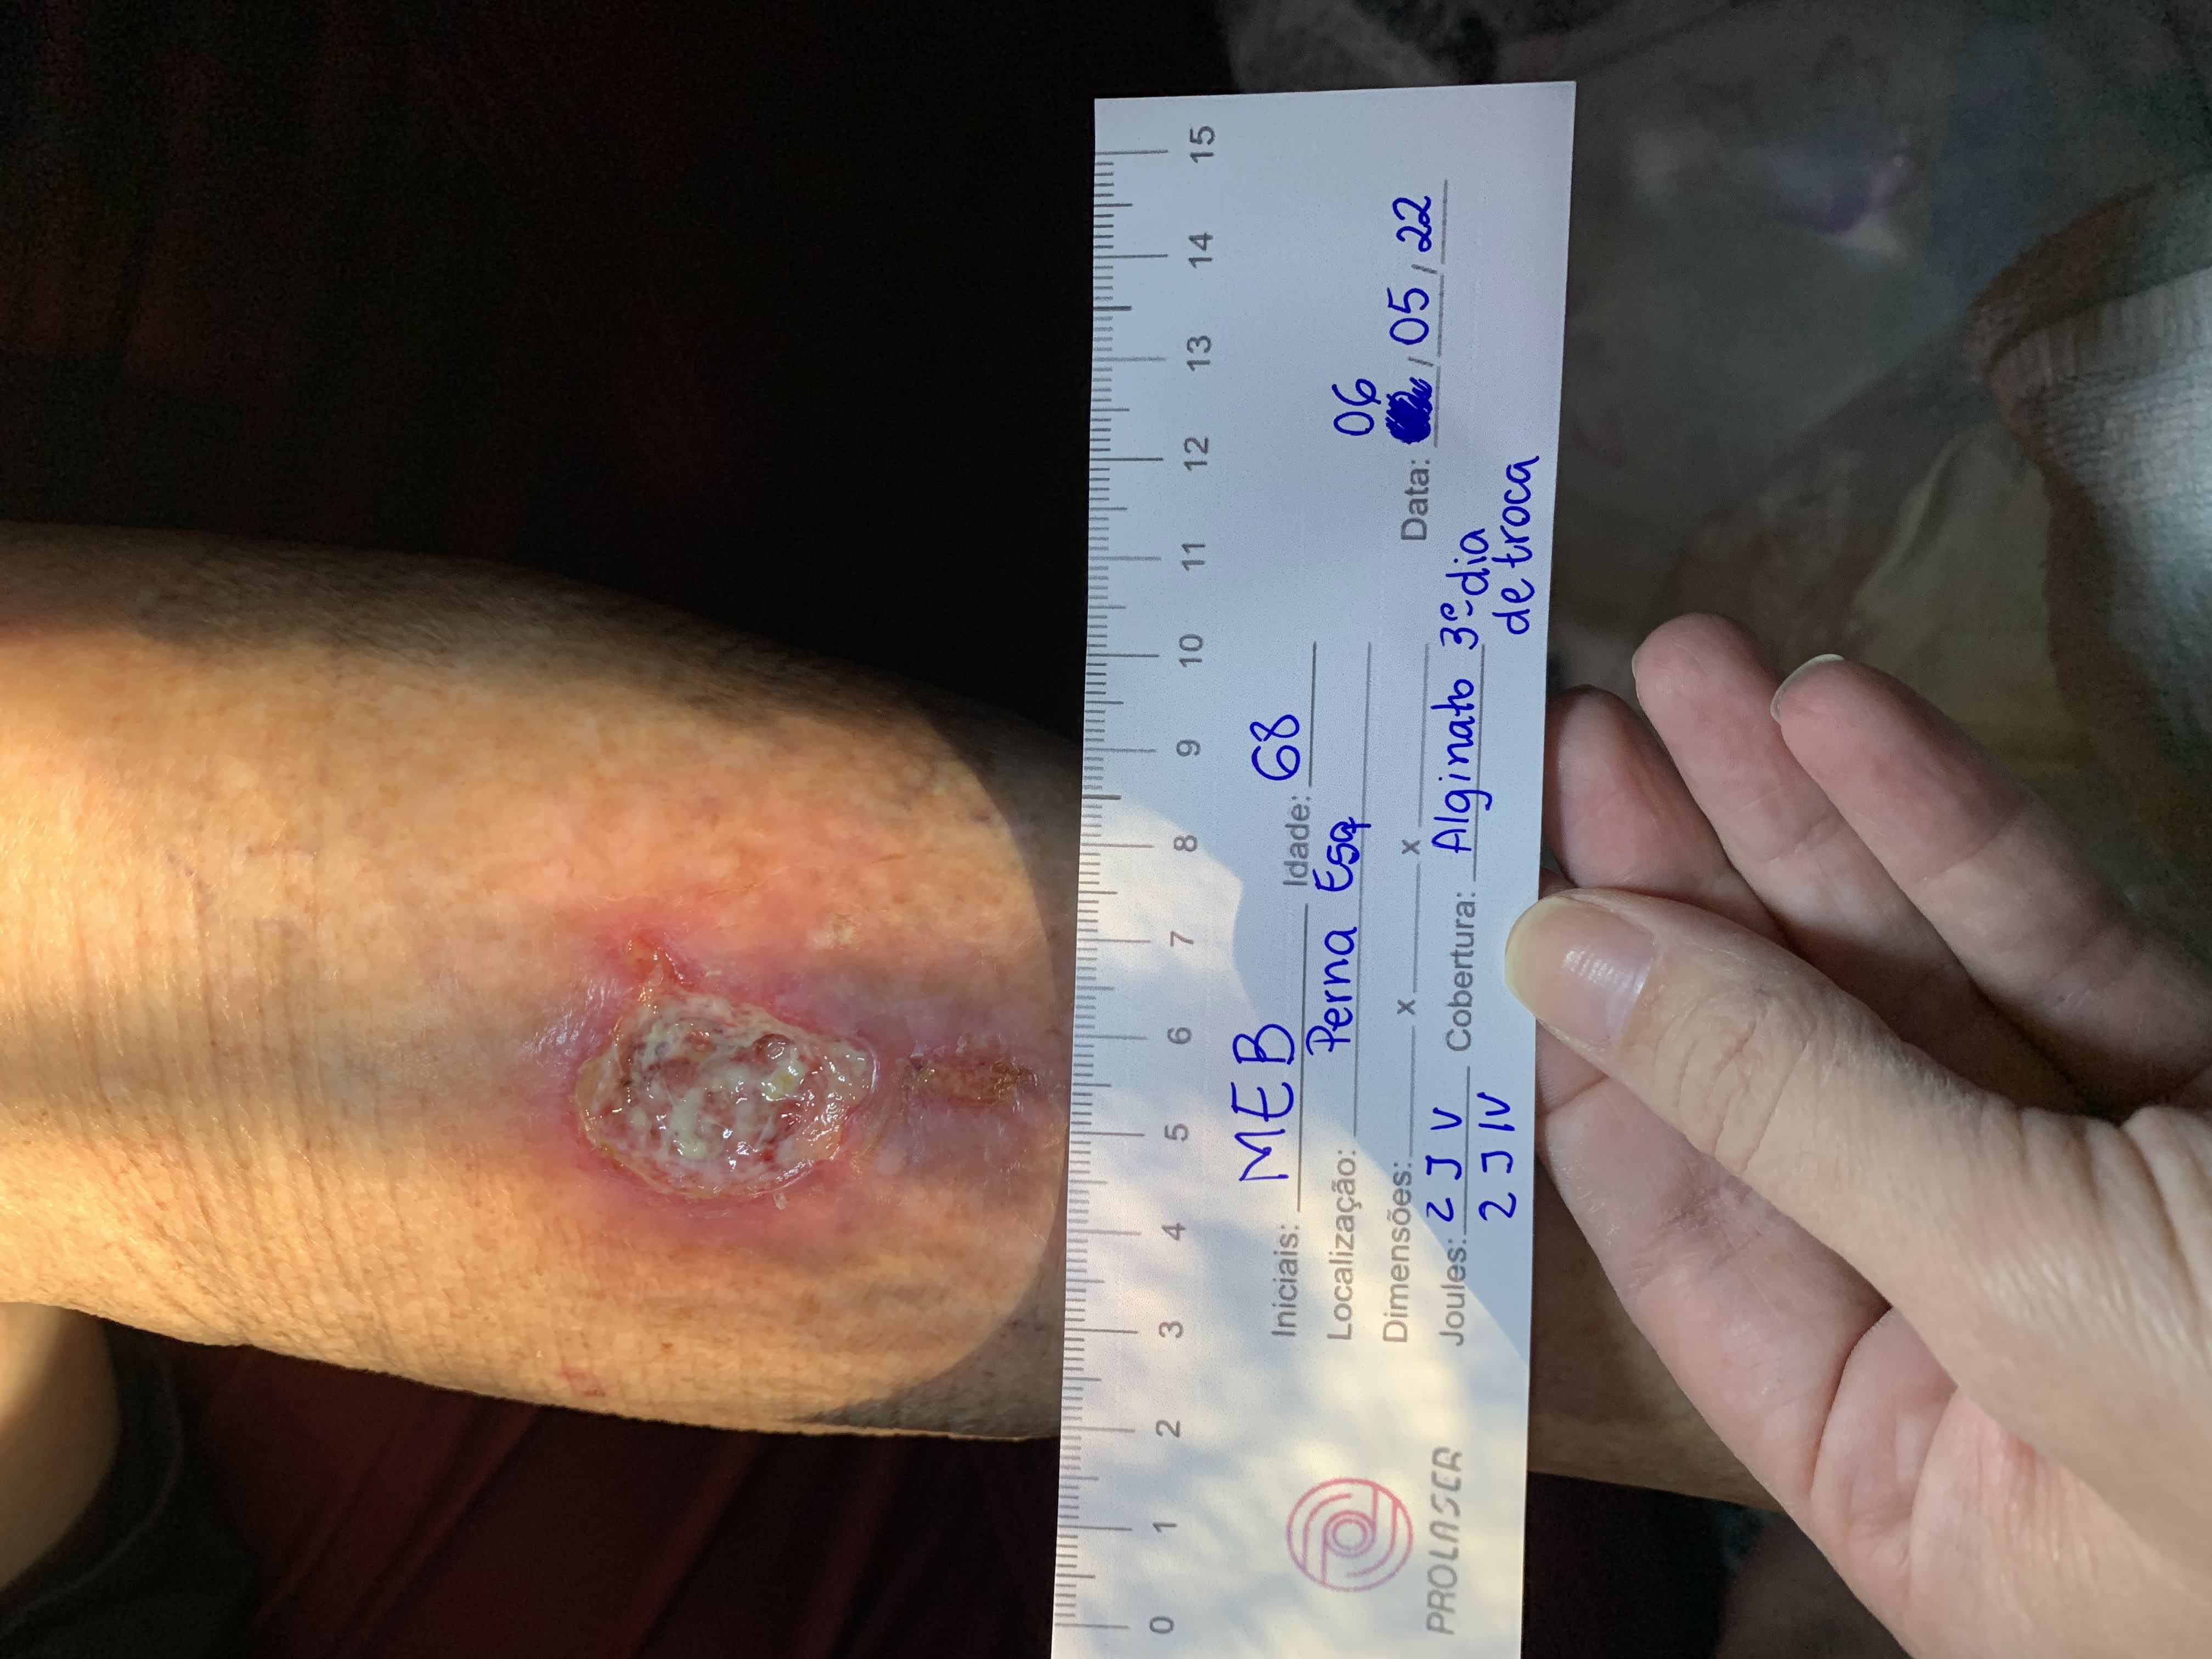 0 1 2 3 4 5 6 7 8 9 10 11 12 13 14 15
Iniciais: MEB Idade: 68
Localização: Perna Esq
06
Dimensões: x x Data: / 05 / 22
PROLASER
Joules: 2 J V Cobertura: Alginato 3º dia
2 J IV de troca